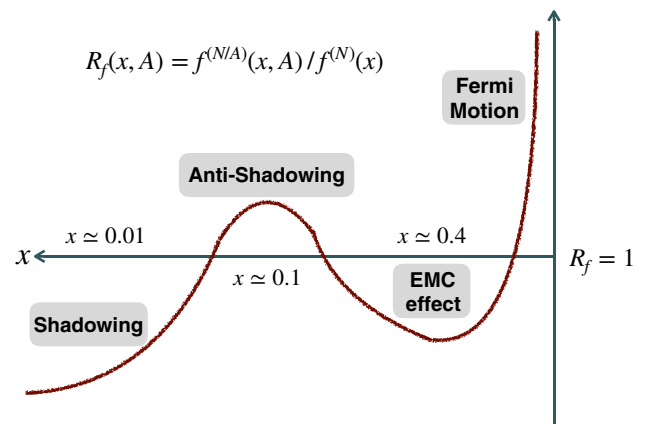 R_f(x, A) = f^(N/A)(x, A) / f^(N)(x)
Fermi
Motion
Anti-Shadowing
x ≃ 0.01
x ≃ 0.4
x
R_f = 1
x ≃ 0.1
EMC
effect
Shadowing